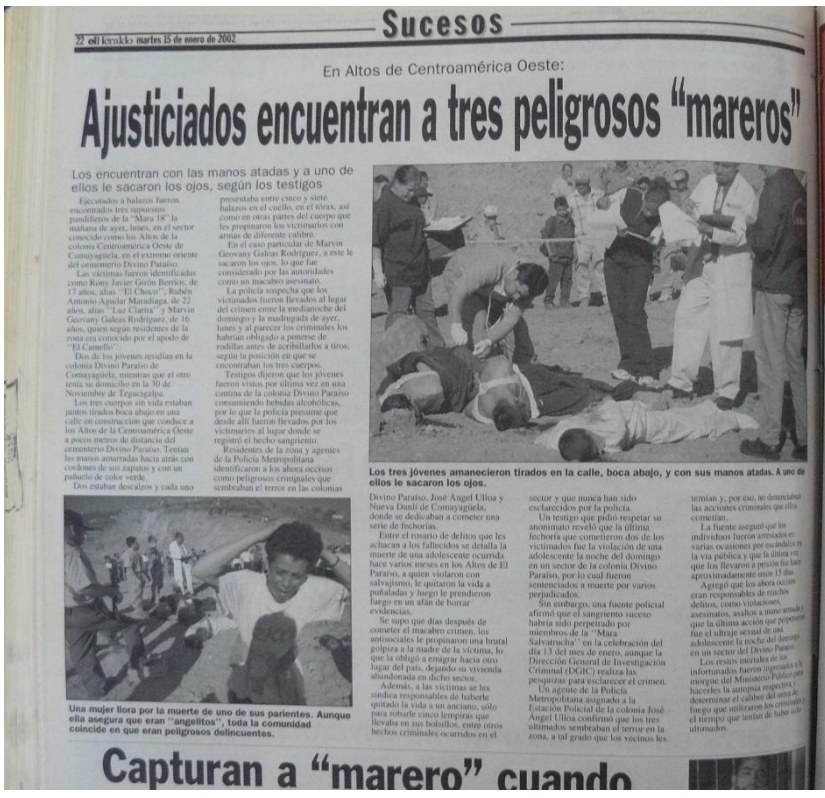 Sucesos
22 el Heraldo martes 15 de enero de 2002
En Altos de Centroamérica Oeste:
Ajusticiados encuentran a tres peligrosos “mareros”
Los encuentran con las manos atadas y a uno de
ellos le sacaron los ojos, según los testigos
Ejecutados a balazos fueron
encontrados tres supuestos
pandilleros de la "Mara 18" la
mañana de ayer, lunes, en el sector
conocido como los Altos de la
colonia Centroamérica Oeste de
Comayagüela, en el extremo oriente
del cementerio Divino Paraíso.
Las víctimas fueron identificadas
como Rony Javier Girón Berríos, de
17 años, alias "El Choco"; Rubén
Antonio Aguilar Maradiaga, de 22
años, alias "Luz Clarita" y Marvin
Geovany Galeas Rodríguez, de 16
años, quien según residentes de la
zona era conocido por el apodo de
"El Camello".
Dos de los jóvenes residían en la
colonia Divino Paraíso de
Comayagüela, mientras que el otro
tenía su domicilio en la 30 de
Noviembre de Tegucigalpa.
Los tres cuerpos sin vida estaban
juntos tirados boca abajo en una
calle en construcción que conduce a
los Altos de la Centroamérica Oeste
a pocos metros de distancia del
cementerio Divino Paraíso. Tenían
las manos amarradas hacia atrás con
cordones de sus zapatos y con un
pañuelo de color verde.
Dos estaban descalzos y cada uno
presentaba entre cinco y siete
balazos en el cuello, en el tórax, así
como en otras partes del cuerpo que
les propinaron los victimarios con
armas de diferente calibre.
En el caso particular de Marvin
Geovany Galeas Rodríguez, a este le
sacaron los ojos, lo que fue
considerado por las autoridades
como un macabro asesinato.
La policía sospecha que los
victimados fueron llevados al lugar
del crimen entre la medianoche del
domingo y la madrugada de ayer,
lunes y al parecer los criminales los
habrían obligado a ponerse de
rodillas antes de acribillarlos a tiros,
según la posición en que se
encontraban los tres cuerpos.
Testigos dijeron que los jóvenes
fueron vistos por última vez en una
cantina de la colonia Divino Paraíso
consumiendo bebidas alcohólicas,
por lo que la policía presume que
desde allí fueron llevados por los
victimarios al lugar donde se
registró el hecho sangriento.
Residentes de la zona y agentes
de la Policía Metropolitana
identificaron a los ahora occisos
como peligrosos criminales que
sembraban el terror en las colonias
Los tres jóvenes amanecieron tirados en la calle, boca abajo, y con sus manos atadas. A uno de
ellos le sacaron los ojos.
Divino Paraíso, José Ángel Ulloa y
Nueva Danlí de Comayagüela,
donde se dedicaban a cometer una
serie de fechorías.
Entre el rosario de delitos que les
achacan a los fallecidos se detalla la
muerte de una adolescente ocurrida
hace varios meses en los Altos de El
Paraíso, a quien violaron con
salvajismo, le quitaron la vida a
puñaladas y luego le prendieron
fuego en un afán de borrar
evidencias.
Se supo que días después de
cometer el macabro crimen, los
antisociales le propinaron una brutal
golpiza a la madre de la víctima, lo
que la obligó a emigrar hacia otro
lugar del país, dejando su vivienda
abandonada en dicho sector.
Además, a las víctimas se les
sindica responsables de haberle
quitado la vida a un anciano, sólo
para robarle cinco lempiras que
llevaba en sus bolsillos, entre otros
hechos criminales ocurridos en el
sector y que nunca han sido
esclarecidos por la policía.
Un testigo que pidió respetar su
anonimato reveló que la última
fechoría que cometieron dos de los
victimados fue la violación de una
adolescente la noche del domingo
en un sector de la colonia Divino
Paraíso, por lo cual fueron
sentenciados a muerte por varios
perjudicados.
Sin embargo, una fuente policial
afirmó que el sangriento suceso
habría sido perpetrado por
miembros de la "Mara
Salvatrucha" en la celebración del
día 13 del mes de enero, aunque la
Dirección General de Investigación
Criminal (DGIC) realiza las
pesquisas para esclarecer el crimen.
Un agente de la Policía
Metropolitana asignado a la
Estación Policial de la colonia José
Ángel Ulloa confirmó que los tres
ultimados sembraban el terror en la
zona, a tal grado que los vecinos les
temían y, por eso, no denunciaban
las acciones criminales que ellos
cometían.
La fuente aseguró que los
individuos fueron arrestados en
varias ocasiones por escándalos en
la vía pública y que la última vez
que los llevaron a posta fue hace
aproximadamente unos 15 días.
Agregó que los ahora occisos
eran responsables de muchos
delitos, como violaciones,
asesinatos, asaltos a mano armada y
que la última acción que
fue el ultraje sexual de una
adolescente la noche del domingo
en un sector del Divino Paraíso.
Los restos mortales de los
infortunados fueron ingresados a la
morgue del Ministerio Público para
hacerles la autopsia respectiva y
determinar el calibre del arma de
fuego que utilizaron los criminales y
el tiempo que tenían de haber sido
ultimados.
Una mujer llora por la muerte de uno de sus parientes. Aunque
ella asegura que eran "angelitos", toda la comunidad
coincide en que eran peligrosos delincuentes.
Capturan a “marero” cuando